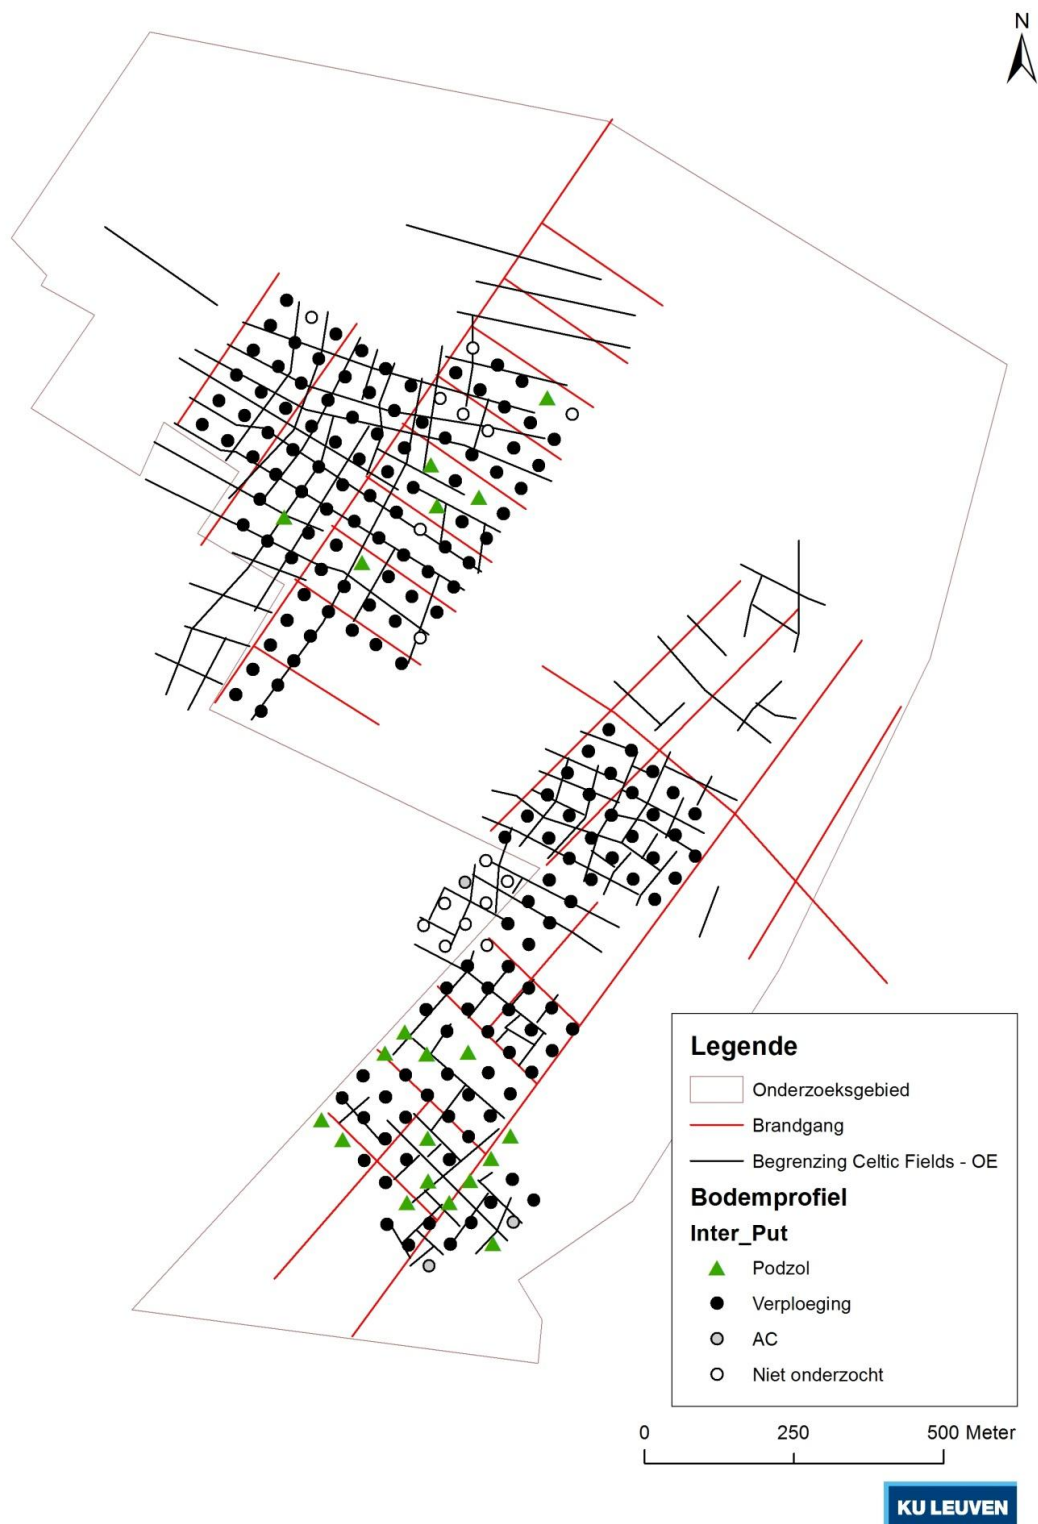 N
Legende
Onderzoeksgebied
Brandgang
Begrenzing Celtic Fields - OE
Bodemprofiel
Inter_Put
Podzol
Verploeging
AC
Niet onderzocht
0 250 500 Meter
KU LEUVEN